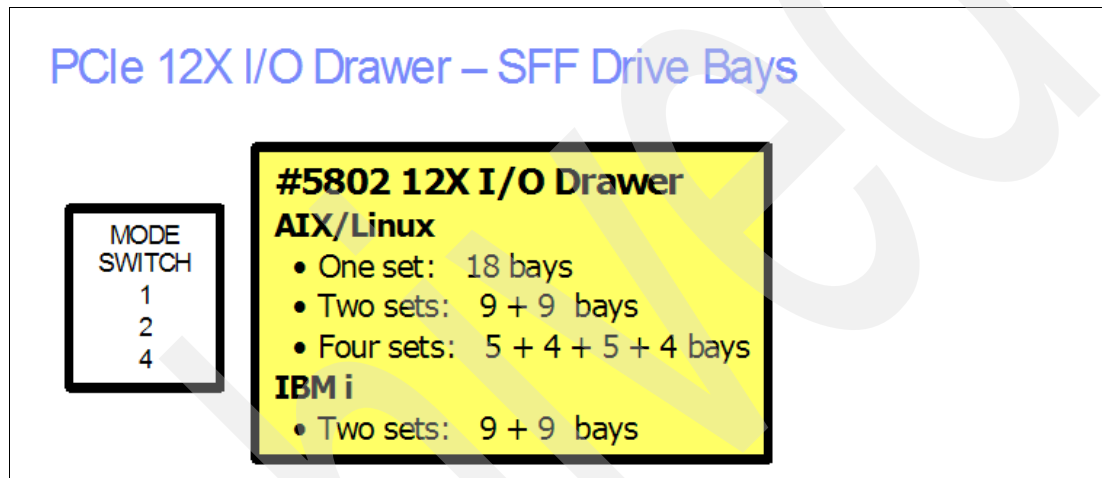 PCIe 12X I/O Drawer – SFF Drive Bays
MODE
SWITCH
1
2
4
#5802 12X I/O Drawer
AIX/Linux
• One set: 18 bays
• Two sets: 9 + 9 bays
• Four sets: 5 + 4 + 5 + 4 bays
IBM i
• Two sets: 9 + 9 bays